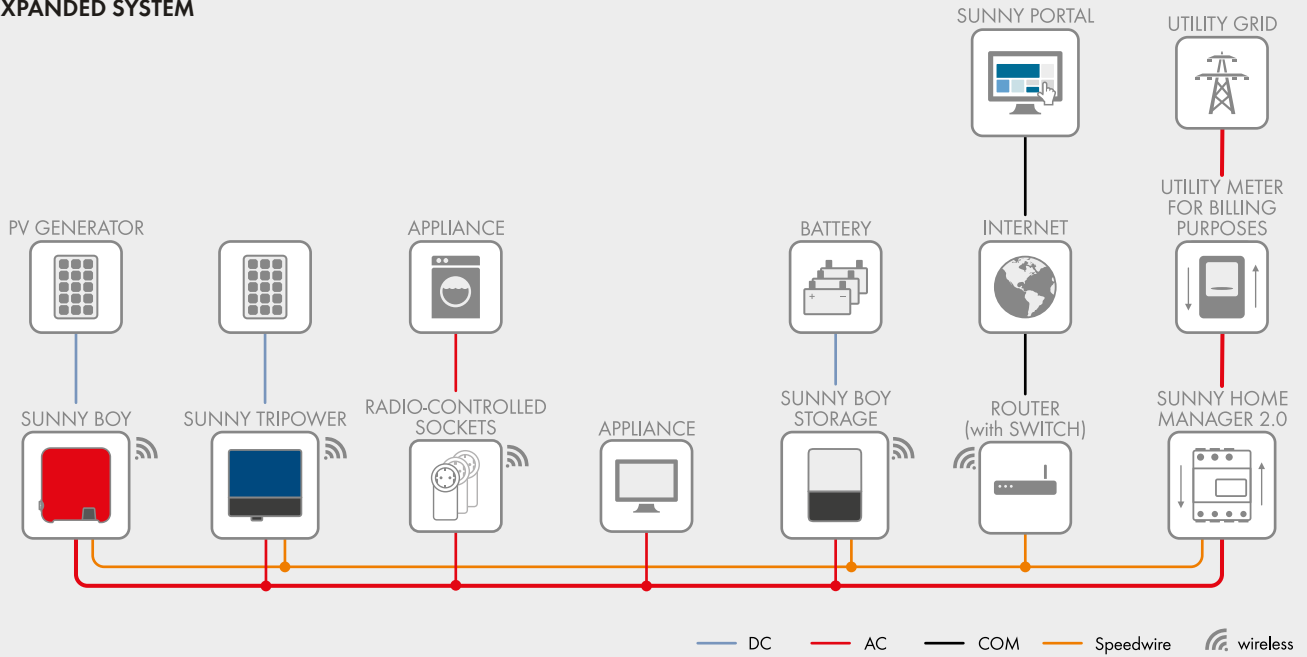 XPANDED SYSTEM
SUNNY PORTAL
UTILITY GRID
UTILITY METER
FOR BILLING
PURPOSES
PV GENERATOR
APPLIANCE
BATTERY
INTERNET
SUNNY BOY
SUNNY TRIPOWER
RADIO-CONTROLLED
SOCKETS
APPLIANCE
SUNNY BOY
STORAGE
ROUTER
(with SWITCH)
SUNNY HOME
MANAGER 2.0
DC
AC
COM
Speedwire
wireless